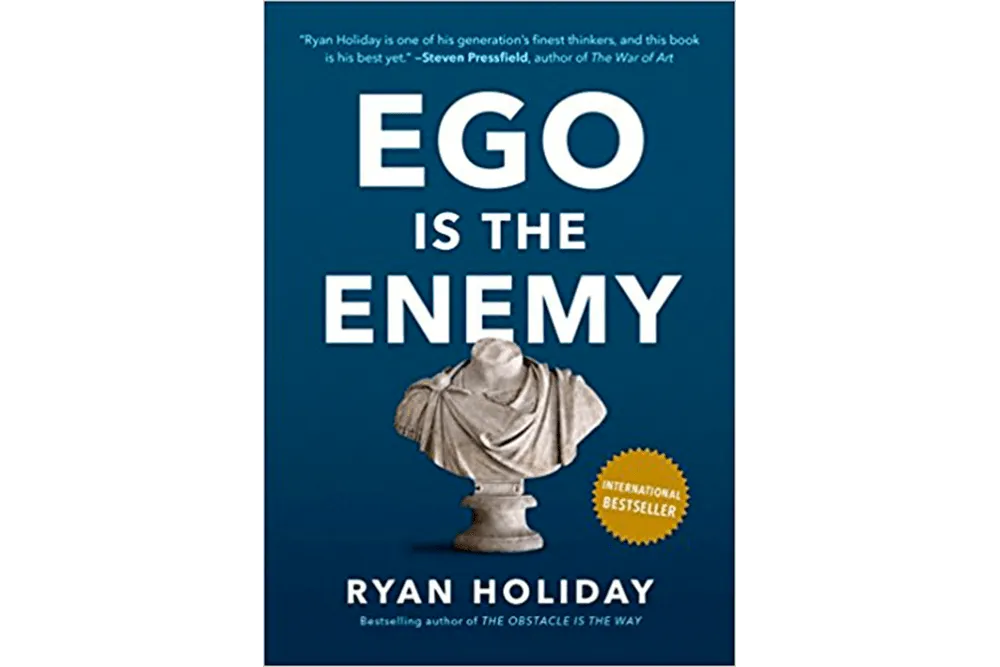 "Ryan Holiday is one of his generation's finest thinkers, and this book
is his best yet." —Steven Pressfield, author of The War of Art
EGO
IS THE
ENEMY
INTERNATIONAL
BESTSELLER
RYAN HOLIDAY
Bestselling author of THE OBSTACLE IS THE WAY